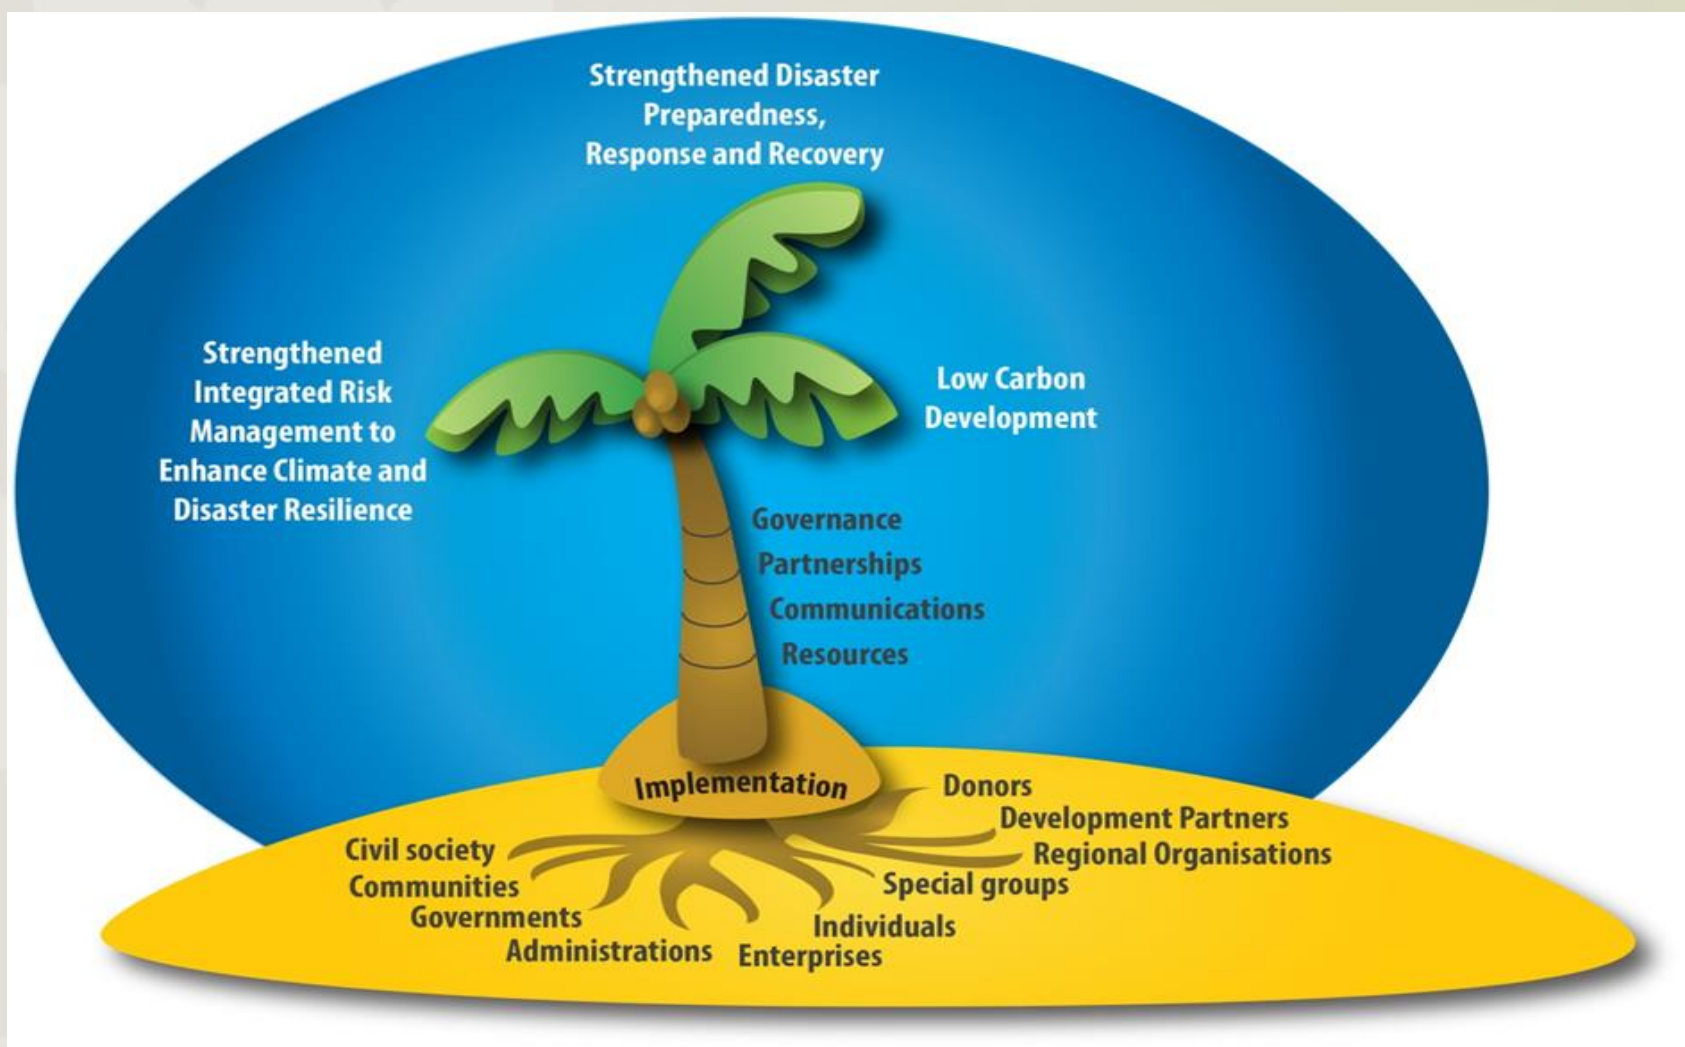 Strengthened Disaster
Preparedness,
Response and Recovery
Strengthened
Integrated Risk
Management to
Enhance Climate and
Disaster Resilience
Low Carbon
Development
Governance
Partnerships
Communications
Resources
Implementation
Civil society
Communities
Governments
Administrations
Enterprises
Individuals
Special groups
Regional Organisations
Development Partners
Donors